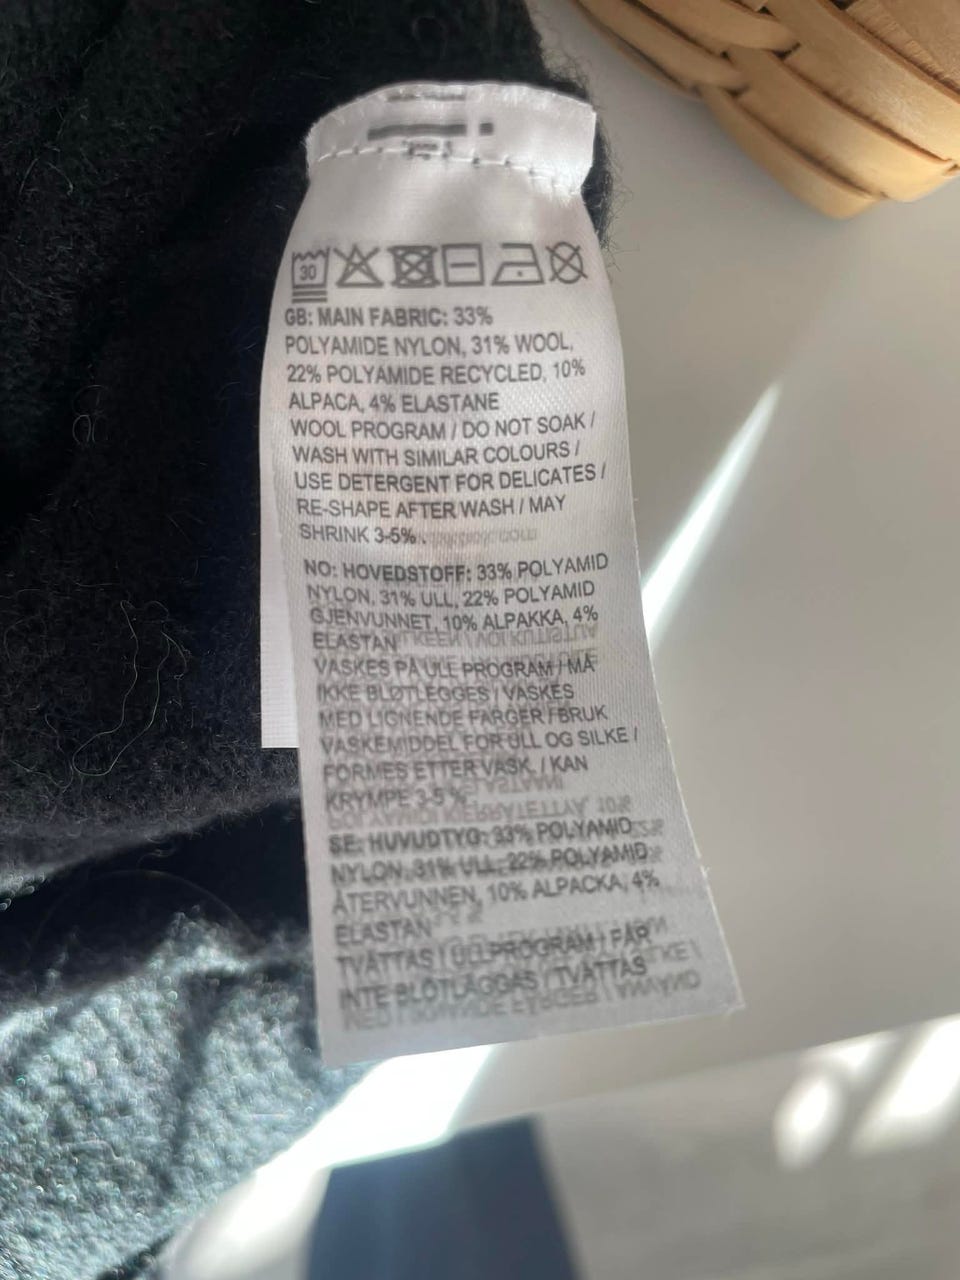 30
GB: MAIN FABRIC: 33%
POLYAMIDE NYLON, 31% WOOL,
22% POLYAMIDE RECYCLED, 10%
ALPACA, 4% ELASTANE
WOOL PROGRAM / DO NOT SOAK /
WASH WITH SIMILAR COLOURS /
USE DETERGENT FOR DELICATES /
RE-SHAPE AFTER WASH / MAY
SHRINK 3-5%
NO: HOVEDSTOFF: 33% POLYAMID
NYLON, 31% ULL, 22% POLYAMID
GJENVUNNET, 10% ALPAKKA, 4%
ELASTAN
VASKES PÅ ULL PROGRAM / MÅ
IKKE BLØTLEGGES / VASKES
MED LIGNENDE FARGER / BRUK
VASKEMIDDEL FOR ULL OG SILKE /
FORMES ETTER VASK. / KAN
KRYMPE 3-5 %
SE: HUVUDTYG: 33% POLYAMID
NYLON, 31% ULL, 22% POLYAMID
ÅTERVUNNEN, 10% ALPACKA, 4%
ELASTAN
TVÄTTAS I ULLPROGRAM / FÅR
INTE BLÖTLÄGGAS / TVÄTTAS